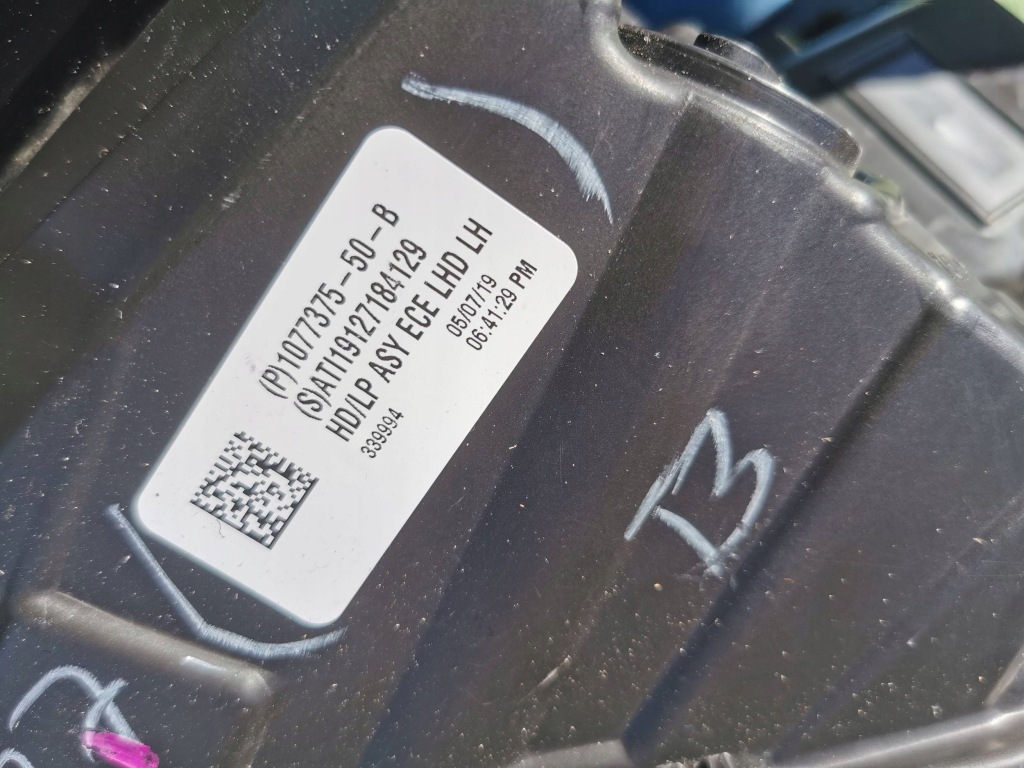 (P)1077375-50-B
(S)ATI19127184129
HD/LP ASY ECE LHD LH
339994
05/07/19
06:41:29 PM
B